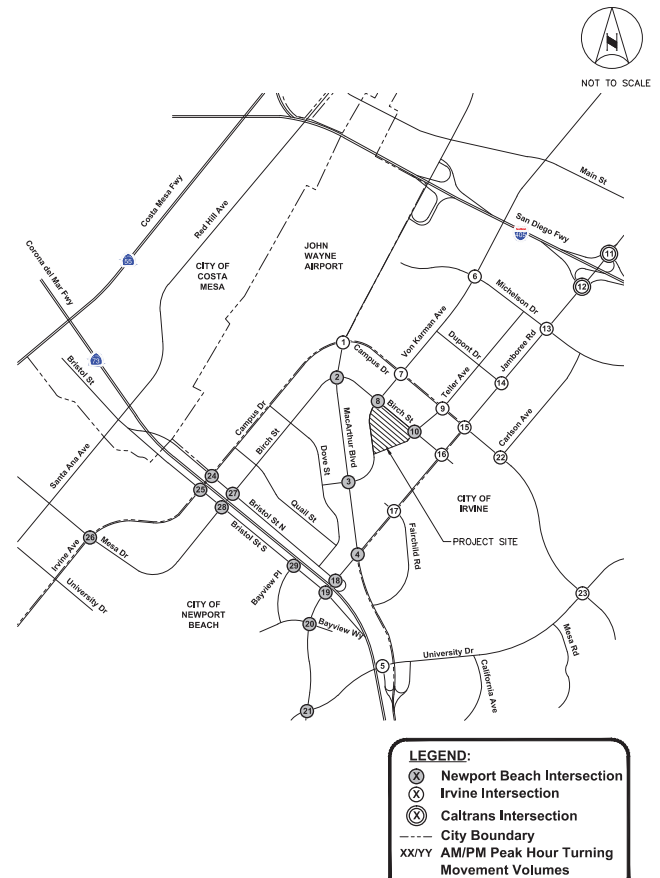 N
NOT TO SCALE
Main St
Costa Mesa Fwy
Red Hill Ave
San Diego Fwy
405
11
Corona del Mar Fwy
55
CITY OF
COSTA
MESA
JOHN
WAYNE
AIRPORT
6
Michelson Dr
12
Von Karman Ave
13
Bristol St
73
1
Campus Dr
Dupont Dr
Jamboree Rd
7
Teller Ave
14
2
8
Birch St
9
Campus Dr
Birch St
MacArthur Blvd
10
15
Carlson Ave
Santa Ana Ave
Dove St
16
22
24
3
25
27
Quail St
CITY OF
IRVINE
28
Bristol St N
17
Fairchild Rd
26
Mesa Dr
Bristol St S
PROJECT SITE
Irvine Ave
4
29
University Dr
Bayview Pl
18
19
23
CITY OF
NEWPORT
BEACH
20
Bayview Wy
University Dr
Mesa Rd
5
California Ave
21
LEGEND:
X Newport Beach Intersection
X Irvine Intersection
X Caltrans Intersection
City Boundary
XX/YY AM/PM Peak Hour Turning
Movement Volumes